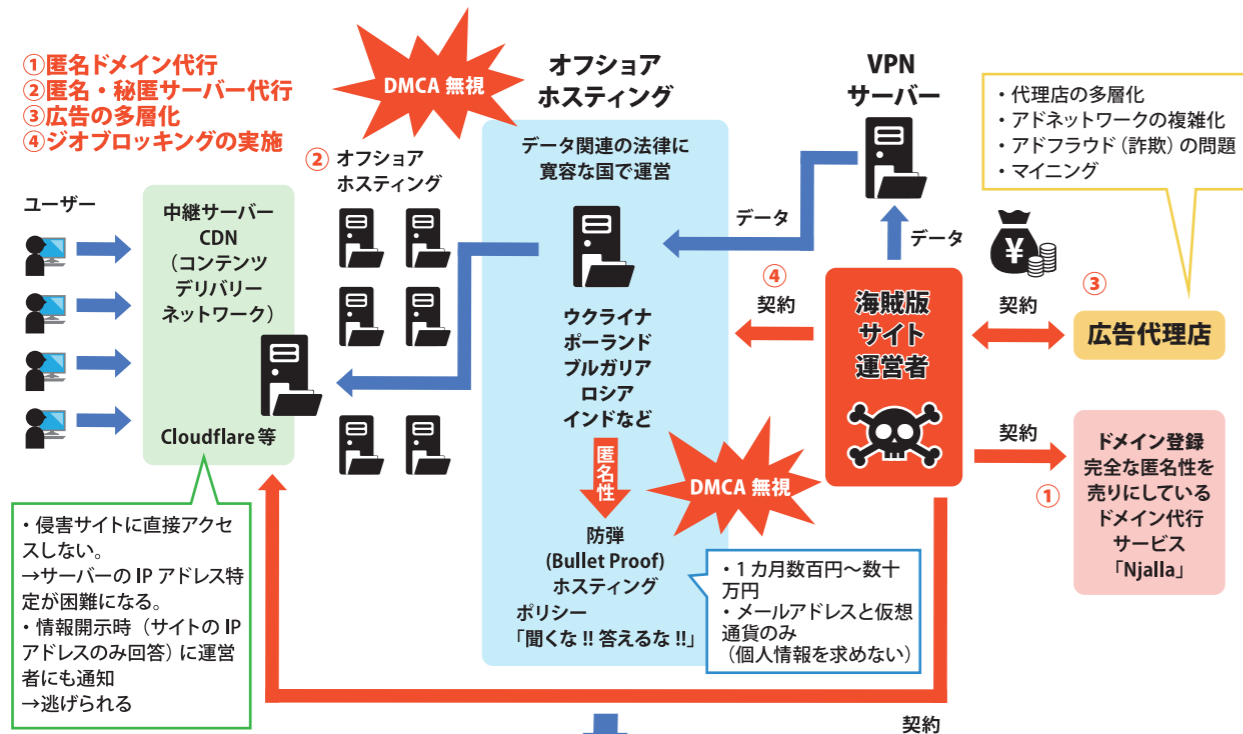 ①匿名ドメイン代行
②匿名・秘匿サーバー代行
③広告の多層化
④ジオブロッキングの実施
DMCA 無視
オフショア
ホスティング
VPN
サーバー
・代理店の多層化
・アドネットワークの複雑化
・アドフラウド（詐欺）の問題
・マイニング
データ関連の法律に
寛容な国で運営
② オフショア
ホスティング
ユーザー
中継サーバー
CDN
（コンテンツ
デリバリー
ネットワーク）
Cloudflare 等
データ
データ
¥
④
契約
海賊版
サイト
運営者
契約
③
広告代理店
ウクライナ
ポーランド
ブルガリア
ロシア
インドなど
匿名性
DMCA 無視
契約
①
ドメイン登録
完全な匿名性を
売りにしている
ドメイン代行
サービス
「Njalla」
防弾
(Bullet Proof)
ホスティング
ポリシー
「聞くな !! 答えるな !!」
・1 カ月数百円～数十
万円
・メールアドレスと仮想
通貨のみ
（個人情報を求めない）
・侵害サイトに直接アクセ
スしない。
→サーバーの IP アドレス特
定が困難になる。
・情報開示時（サイトの IP
アドレスのみ回答）に運営
者にも通知
→逃げられる
契約